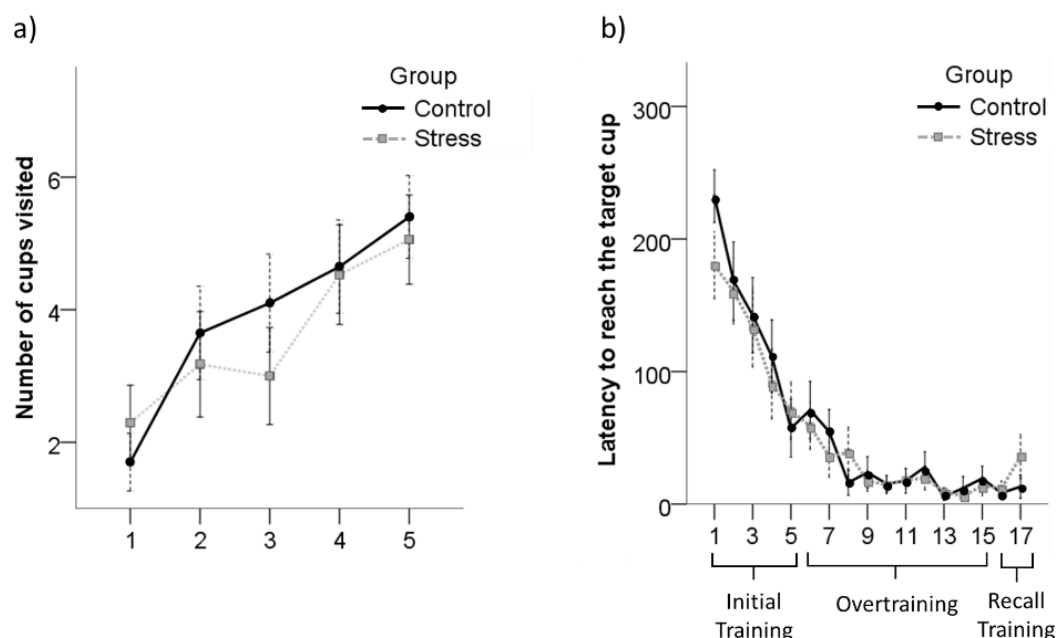 a)
Group
Control
Stress
Number of cups visited
6
4
2
1 2 3 4 5
b)
Group
Control
Stress
Latency to reach the target cup
300
200
100
0
1 3 5 7 9 11 13 15 17
Initial
Training
Overtraining
Recall
Training